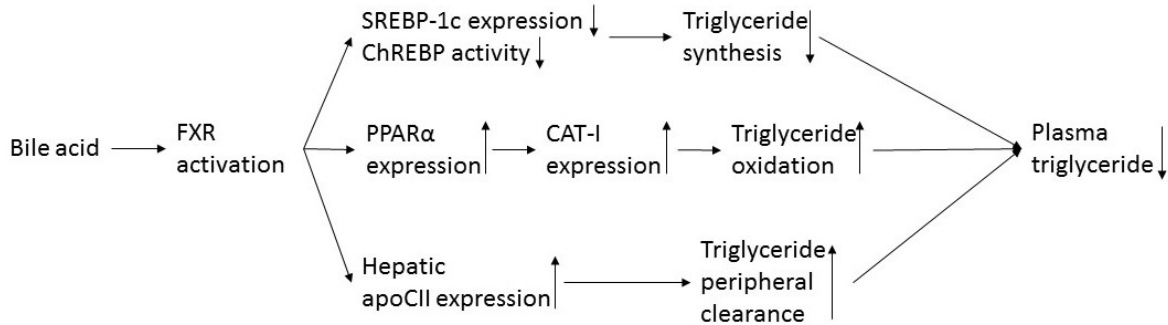 Bile acid
FXR
activation
SREBP-1c expression
ChREBP activity
Triglyceride
synthesis
PPARα
expression
CAT-I
expression
Triglyceride
oxidation
Hepatic
apoCII expression
Triglyceride
peripheral
clearance
Plasma
triglyceride